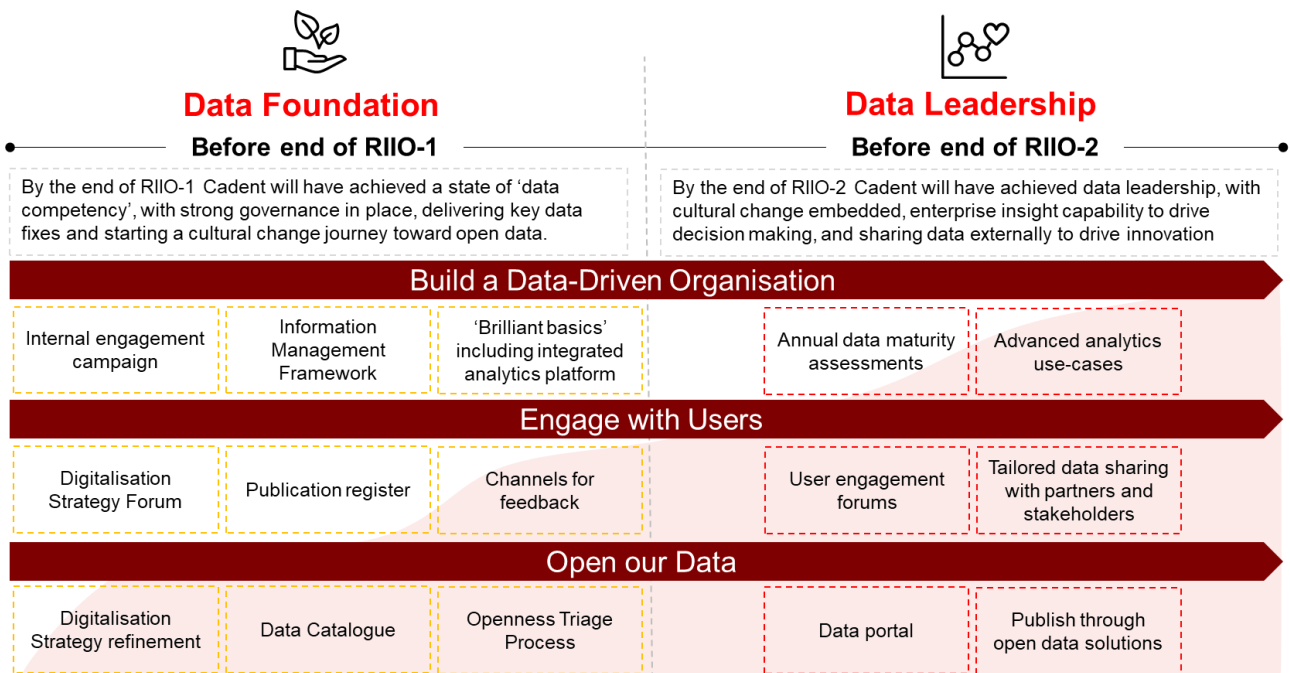 Data Foundation
Before end of RIIO-1
By the end of RIIO-1 Cadent will have achieved a state of ‘data
competency’, with strong governance in place, delivering key data
fixes and starting a cultural change journey toward open data.
Data Leadership
Before end of RIIO-2
By the end of RIIO-2 Cadent will have achieved data leadership, with
cultural change embedded, enterprise insight capability to drive
decision making, and sharing data externally to drive innovation
Build a Data-Driven Organisation
Internal engagement
campaign
Information
Management
Framework
‘Brilliant basics’
including integrated
analytics platform
Annual data maturity
assessments
Advanced analytics
use-cases
Engage with Users
Digitalisation
Strategy Forum
Publication register
Channels for
feedback
User engagement
forums
Tailored data sharing
with partners and
stakeholders
Open our Data
Digitalisation
Strategy refinement
Data Catalogue
Openness Triage
Process
Data portal
Publish through
open data solutions